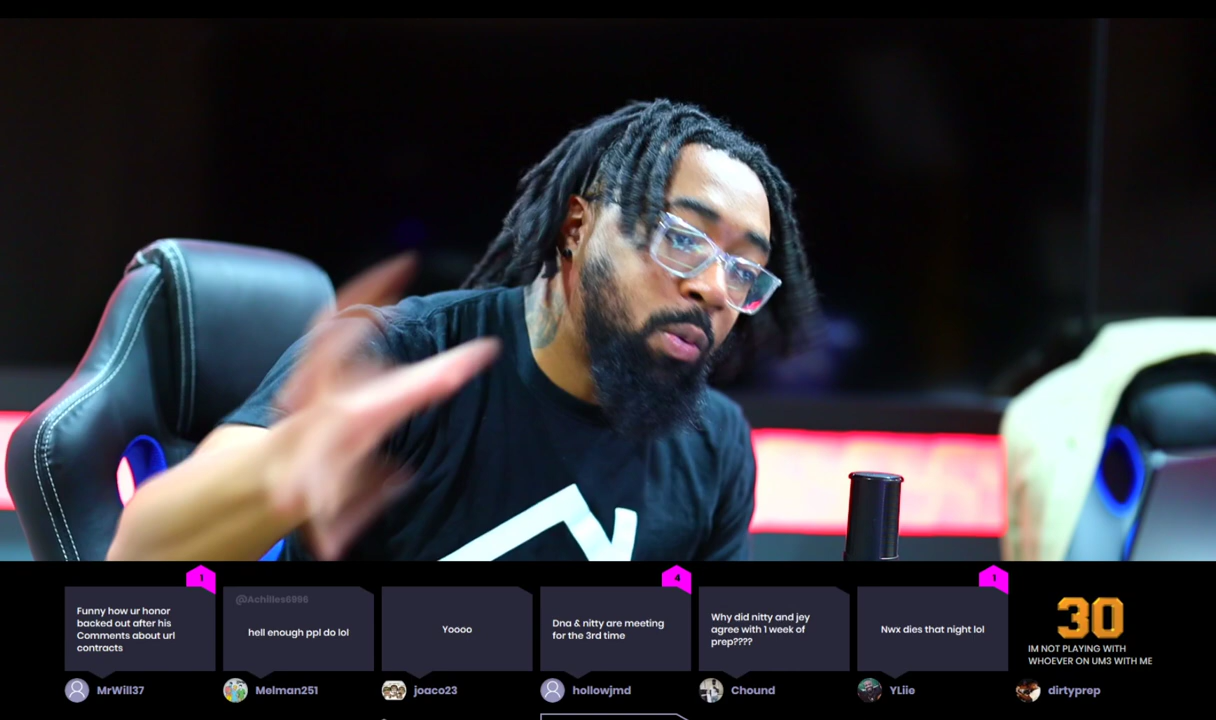 1
4
1
Funny how ur honor
backed out after his
Comments about url
contracts
MrWill37
@Achilles6996
hell enough ppl do lol
Melman251
Yoooo
joaco23
Dna & nitty are meeting
for the 3rd time
hollowjmd
Why did nitty and jey
agree with 1 week of
prep????
Chound
Nwx dies that night lol
YLiie
30
IM NOT PLAYING WITH
WHOEVER ON UM3 WITH ME
dirtyprep